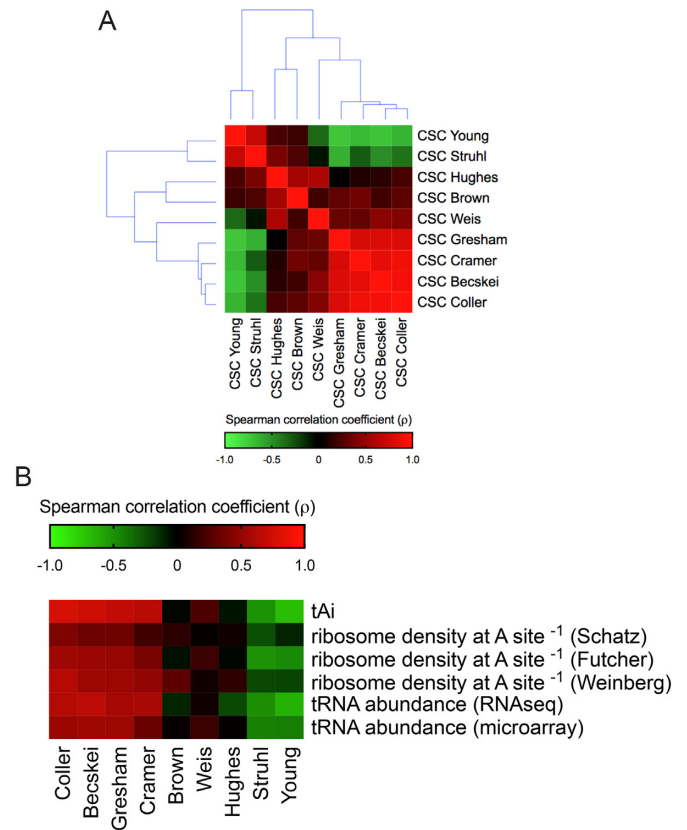 A
CSC Young
CSC Struhl
CSC Hughes
CSC Brown
CSC Weis
CSC Gresham
CSC Cramer
CSC Becskei
CSC Coller
CSC Young
CSC Struhl
CSC Hughes
CSC Brown
CSC Weis
CSC Gresham
CSC Cramer
CSC Becskei
CSC Coller
Spearman correlation coefficient (ρ)
-1.0 -0.5 0 0.5 1.0
B
Spearman correlation coefficient (ρ)
-1.0 -0.5 0 0.5 1.0
tAi
ribosome density at A site -1 (Schatz)
ribosome density at A site -1 (Futcher)
ribosome density at A site -1 (Weinberg)
tRNA abundance (RNAseq)
tRNA abundance (microarray)
Coller
Becskei
Gresham
Cramer
Brown
Weis
Hughes
Struhl
Young